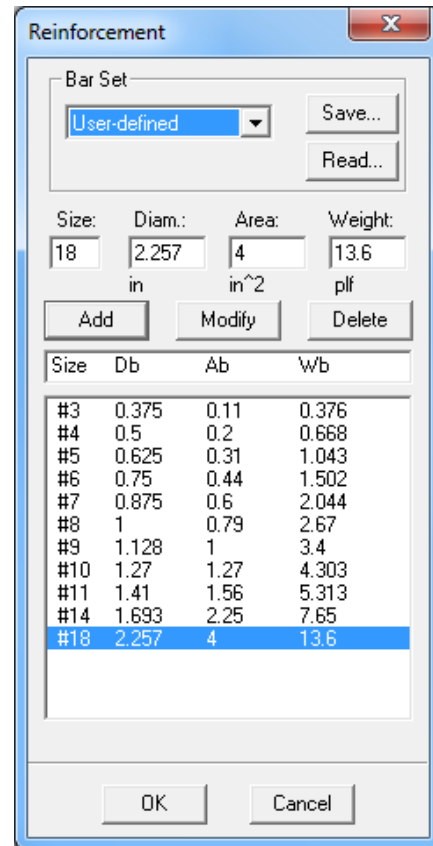 Reinforcement
Bar Set
User-defined
Save...
Read...
Size: Diam.: Area: Weight:
18 2.257 4 13.6
in in^2 plf
Add Modify Delete
Size Db Ab Wb
#3 0.375 0.11 0.376
#4 0.5 0.2 0.668
#5 0.625 0.31 1.043
#6 0.75 0.44 1.502
#7 0.875 0.6 2.044
#8 1 0.79 2.67
#9 1.128 1 3.4
#10 1.27 1.27 4.303
#11 1.41 1.56 5.313
#14 1.693 2.25 7.65
#18 2.257 4 13.6
OK Cancel